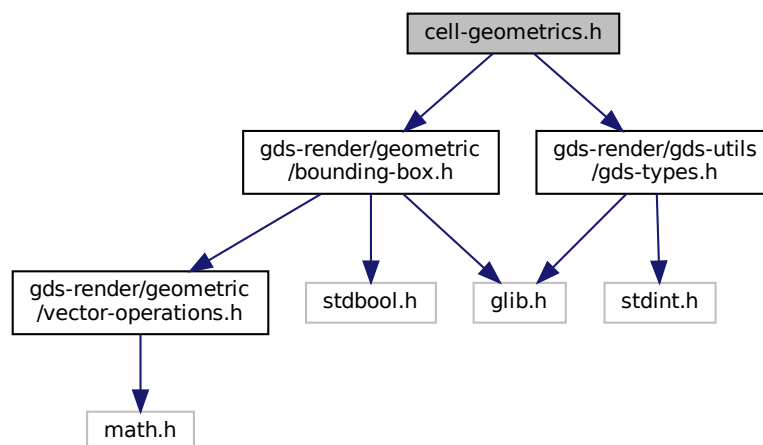 cell-geometrics.h
gds-render/geometric
/bounding-box.h
gds-render/gds-utils
/gds-types.h
gds-render/geometric
/vector-operations.h
stdbool.h
glib.h
stdint.h
math.h